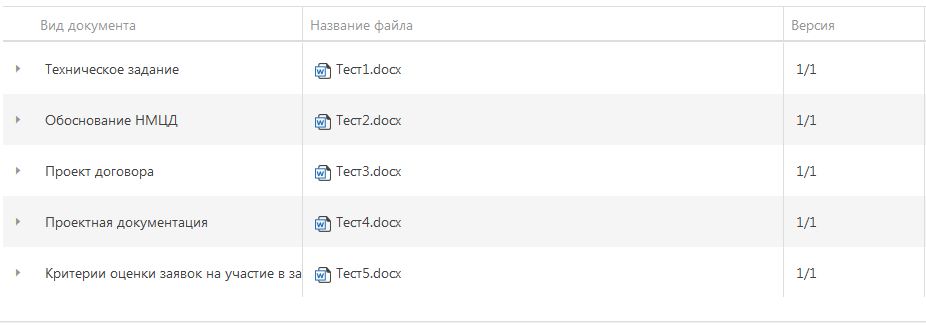 Вид документа Название файла Версия
Техническое задание Тест1.docx 1/1
Обоснование НМЦД Тест2.docx 1/1
Проект договора Тест3.docx 1/1
Проектная документация Тест4.docx 1/1
Критерии оценки заявок на участие в за Тест5.docx 1/1